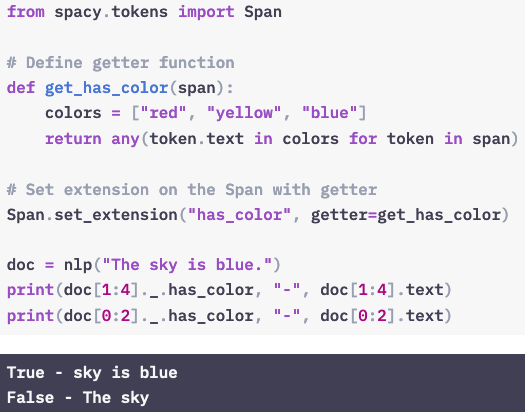 from spacy.tokens import Span
# Define getter function
def get_has_color(span):
    colors = ["red", "yellow", "blue"]
    return any(token.text in colors for token in span)
# Set extension on the Span with getter
Span.set_extension("has_color", getter=get_has_color)
doc = nlp("The sky is blue.")
print(doc[1:4]._.has_color, "-", doc[1:4].text)
print(doc[0:2]._.has_color, "-", doc[0:2].text)
True - sky is blue
False - The sky